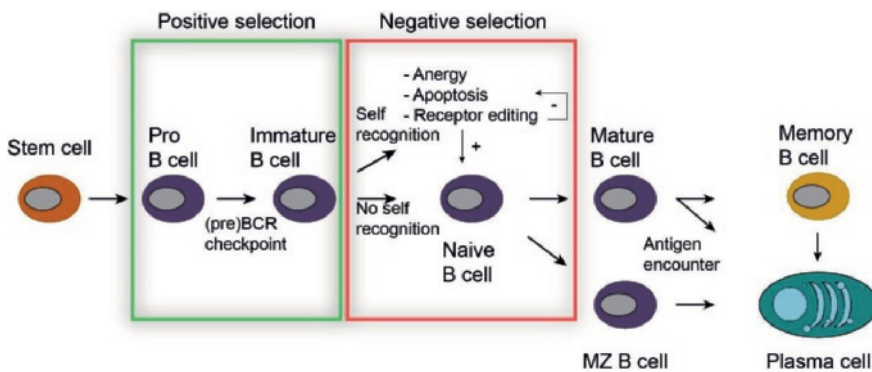 Positive selection
Negative selection
- Anergy
- Apoptosis
- Receptor editing
-
+
Self
recognition
Stem cell
Pro
B cell
Immature
B cell
Mature
B cell
Memory
B cell
(pre)BCR
checkpoint
No self
recognition
Naive
B cell
Antigen
encounter
MZ B cell
Plasma cell